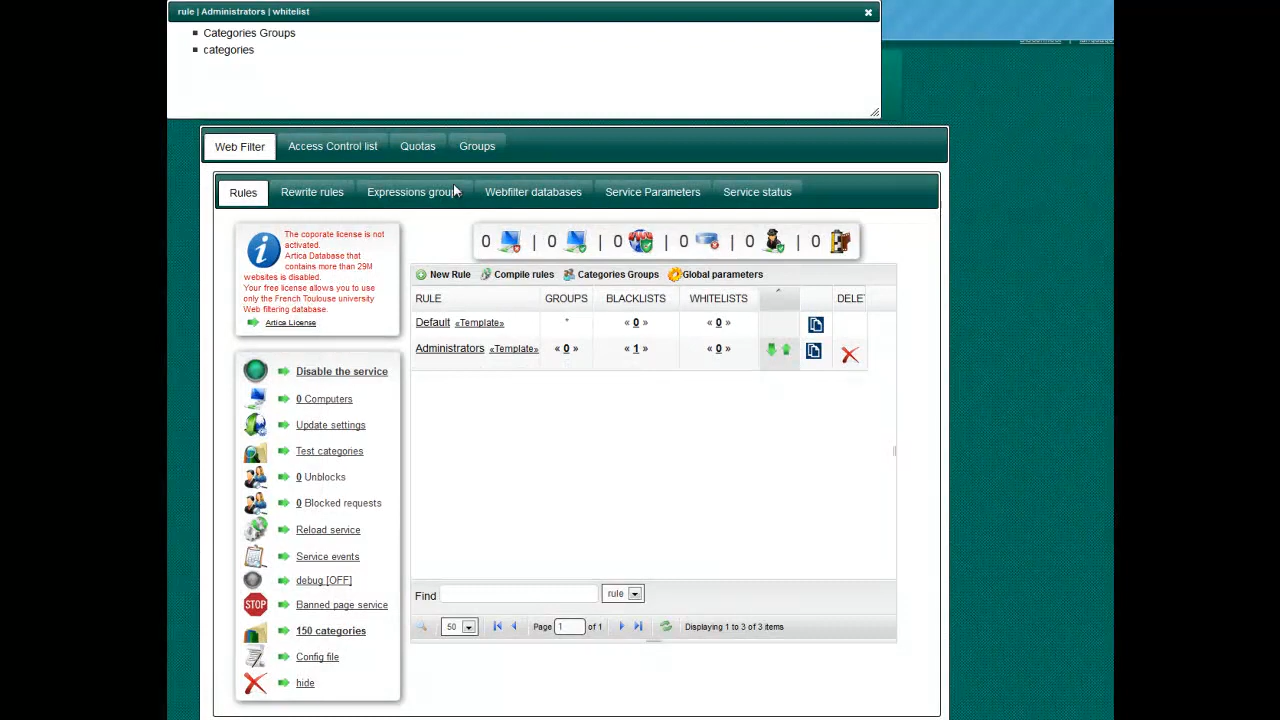 rule | Administrators | whitelist
Categories Groups
categories
Web Filter Access Control list Quotas Groups
Rules Rewrite rules Expressions groups Webfilter databases Service Parameters Service status
The coporate license is not
activated.
Artica Database that
contains more than 29M
websites is disabled.
Your free license allows you to use
only the French Toulouse university
Web filtering database.
Artica License
0 | 0 | 0 | 0 | 0 | 0
New Rule Compile rules Categories Groups Global parameters
RULE GROUPS BLACKLISTS WHITELISTS DELET
Default «Template» * « 0 » « 0 »
Administrators «Template» « 0 » « 1 » « 0 »
Disable the service
0 Computers
Update settings
Test categories
0 Unblocks
0 Blocked requests
Reload service
Service events
debug [OFF]
STOP Banned page service
150 categories
Config file
hide
Find rule
50 Page 1 of 1 Displaying 1 to 3 of 3 items